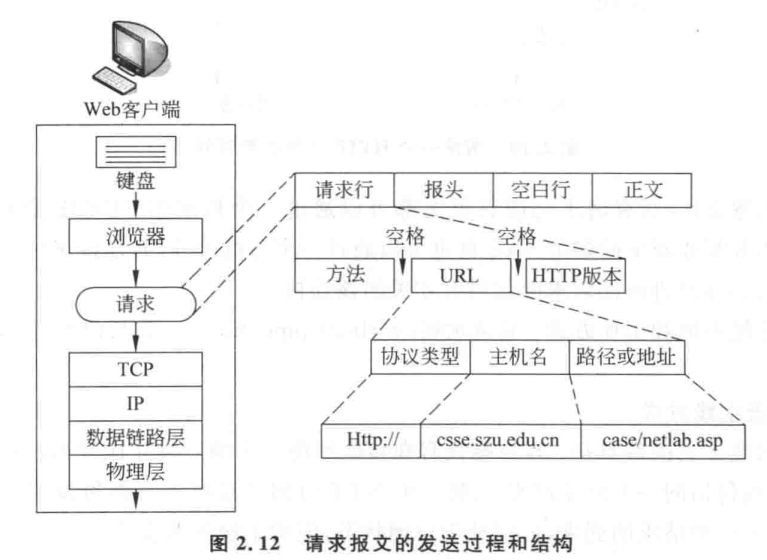 Web客户端
键盘
浏览器
请求
TCP
IP
数据链路层
物理层
请求行 报头 空白行 正文
空格 空格
方法 URL HTTP版本
协议类型 主机名 路径或地址
Http:// csse.szu.edu.cn case/netlab.asp
图 2.12 请求报文的发送过程和结构